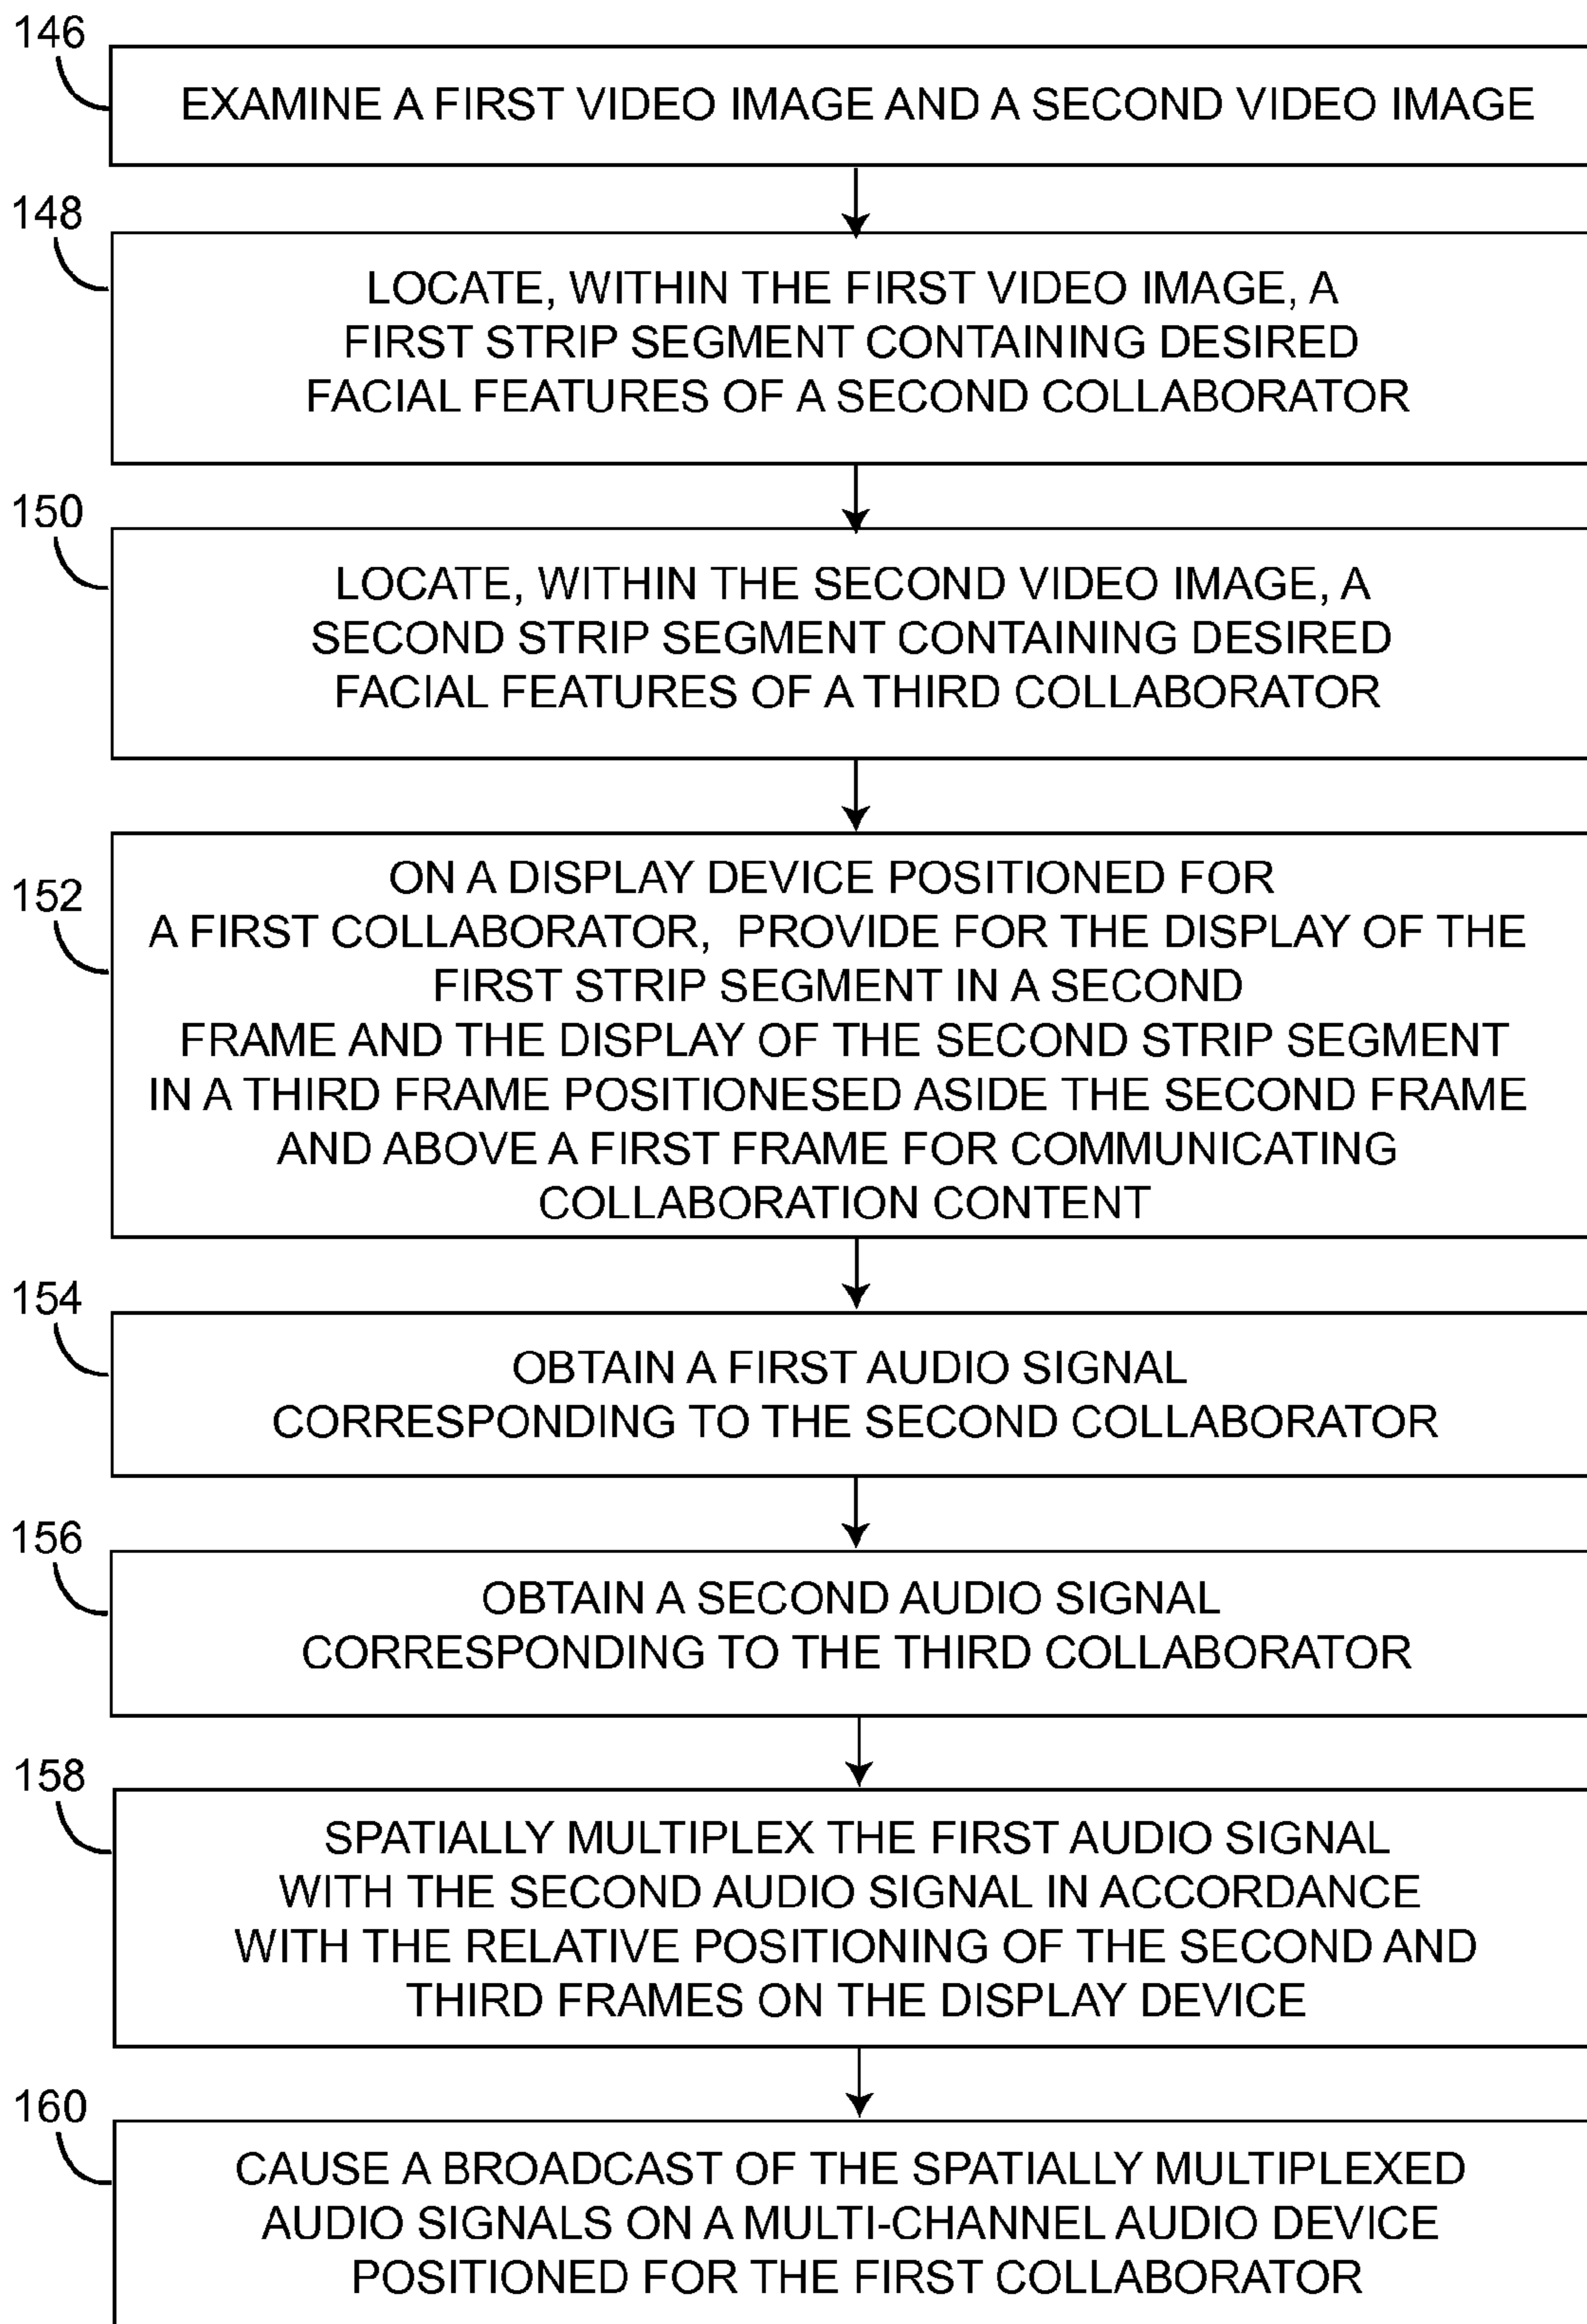 146
EXAMINE A FIRST VIDEO IMAGE AND A SECOND VIDEO IMAGE
148
LOCATE, WITHIN THE FIRST VIDEO IMAGE, A
FIRST STRIP SEGMENT CONTAINING DESIRED
FACIAL FEATURES OF A SECOND COLLABORATOR
150
LOCATE, WITHIN THE SECOND VIDEO IMAGE, A
SECOND STRIP SEGMENT CONTAINING DESIRED
FACIAL FEATURES OF A THIRD COLLABORATOR
152
ON A DISPLAY DEVICE POSITIONED FOR
A FIRST COLLABORATOR, PROVIDE FOR THE DISPLAY OF THE
FIRST STRIP SEGMENT IN A SECOND
FRAME AND THE DISPLAY OF THE SECOND STRIP SEGMENT
IN A THIRD FRAME POSITIONESED ASIDE THE SECOND FRAME
AND ABOVE A FIRST FRAME FOR COMMUNICATING
COLLABORATION CONTENT
154
OBTAIN A FIRST AUDIO SIGNAL
CORRESPONDING TO THE SECOND COLLABORATOR
156
OBTAIN A SECOND AUDIO SIGNAL
CORRESPONDING TO THE THIRD COLLABORATOR
158
SPATIALLY MULTIPLEX THE FIRST AUDIO SIGNAL
WITH THE SECOND AUDIO SIGNAL IN ACCORDANCE
WITH THE RELATIVE POSITIONING OF THE SECOND AND
THIRD FRAMES ON THE DISPLAY DEVICE
160
CAUSE A BROADCAST OF THE SPATIALLY MULTIPLEXED
AUDIO SIGNALS ON A MULTI-CHANNEL AUDIO DEVICE
POSITIONED FOR THE FIRST COLLABORATOR